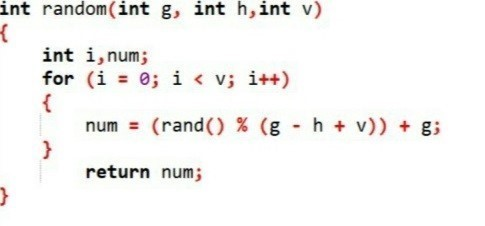 int random(int g, int h,int v)
{
int i,num;
for (i = 0; i < v; i++)
{
num = (rand() % (g - h + v)) + g;
}
return num;
}